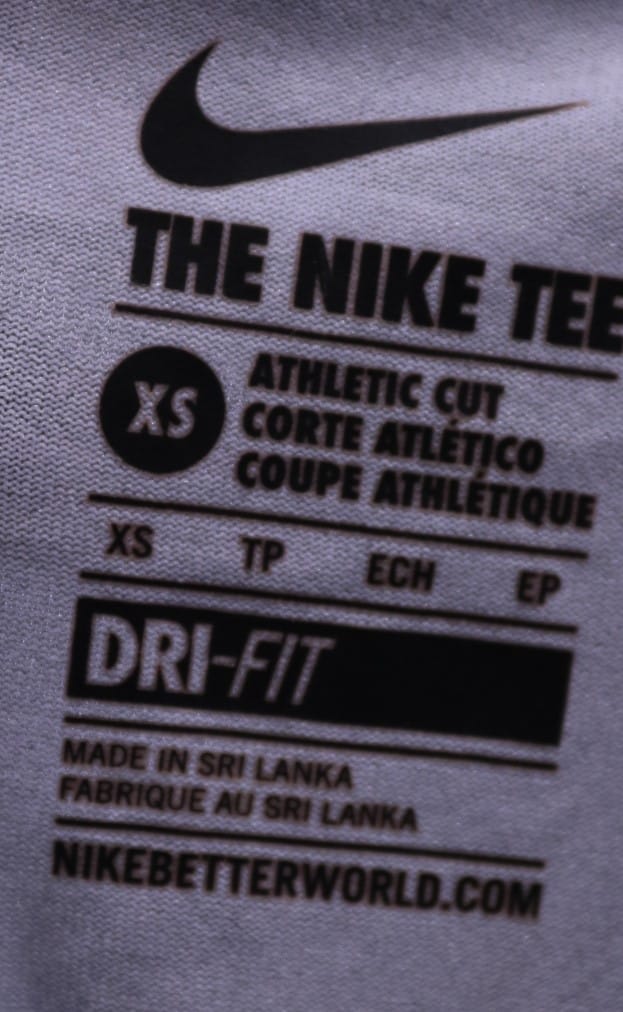 THE NIKE TEE
XS
ATHLETIC CUT
CORTE ATLÉTICO
COUPE ATHLÉTIQUE
XS TP ECH EP
DRI-FIT
MADE IN SRI LANKA
FABRIQUE AU SRI LANKA
NIKEBETTERWORLD.COM